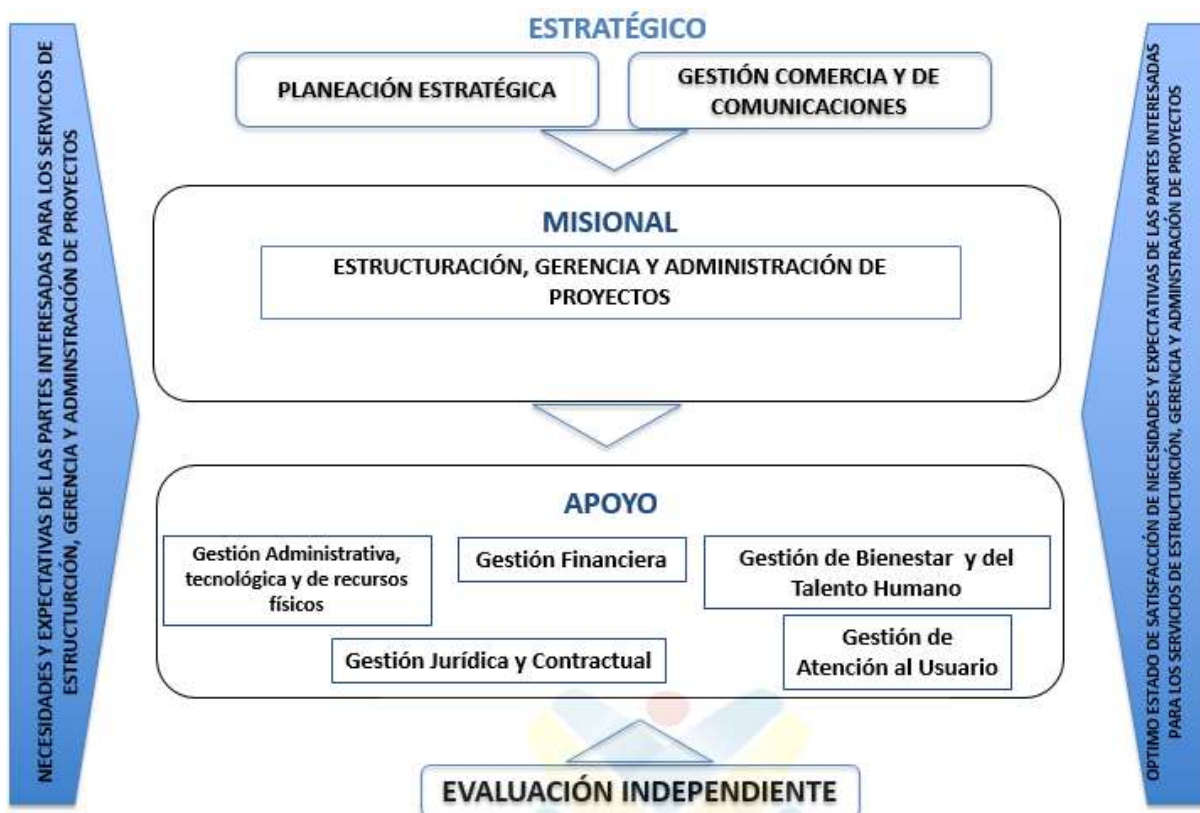 NECESIDADES Y EXPECTATIVAS DE LAS PARTES INTERESADAS PARA LOS SERVICOS DE
ESTRUCTURCIÓN, GERENCIA Y ADMINSTRACIÓN DE PROYECTOS
ESTRATÉGICO
PLANEACIÓN ESTRATÉGICA
GESTIÓN COMERCIA Y DE
COMUNICACIONES
MISIONAL
ESTRUCTURACIÓN, GERENCIA Y ADMINISTRACIÓN DE
PROYECTOS
APOYO
Gestión Administrativa,
tecnológica y de recursos
físicos
Gestión Financiera
Gestión de Bienestar y del
Talento Humano
Gestión Jurídica y Contractual
Gestión de
Atención al Usuario
EVALUACIÓN INDEPENDIENTE
OPTIMO ESTADO DE SATISFACCIÓN DE NECESIDADES Y EXPECTATIVAS DE LAS PARTES INTERESADAS
PARA LOS SERVICIOS DE ESTRUCTURCIÓN, GERENCIA Y ADMINISTRACIÓN DE PROYECTOS